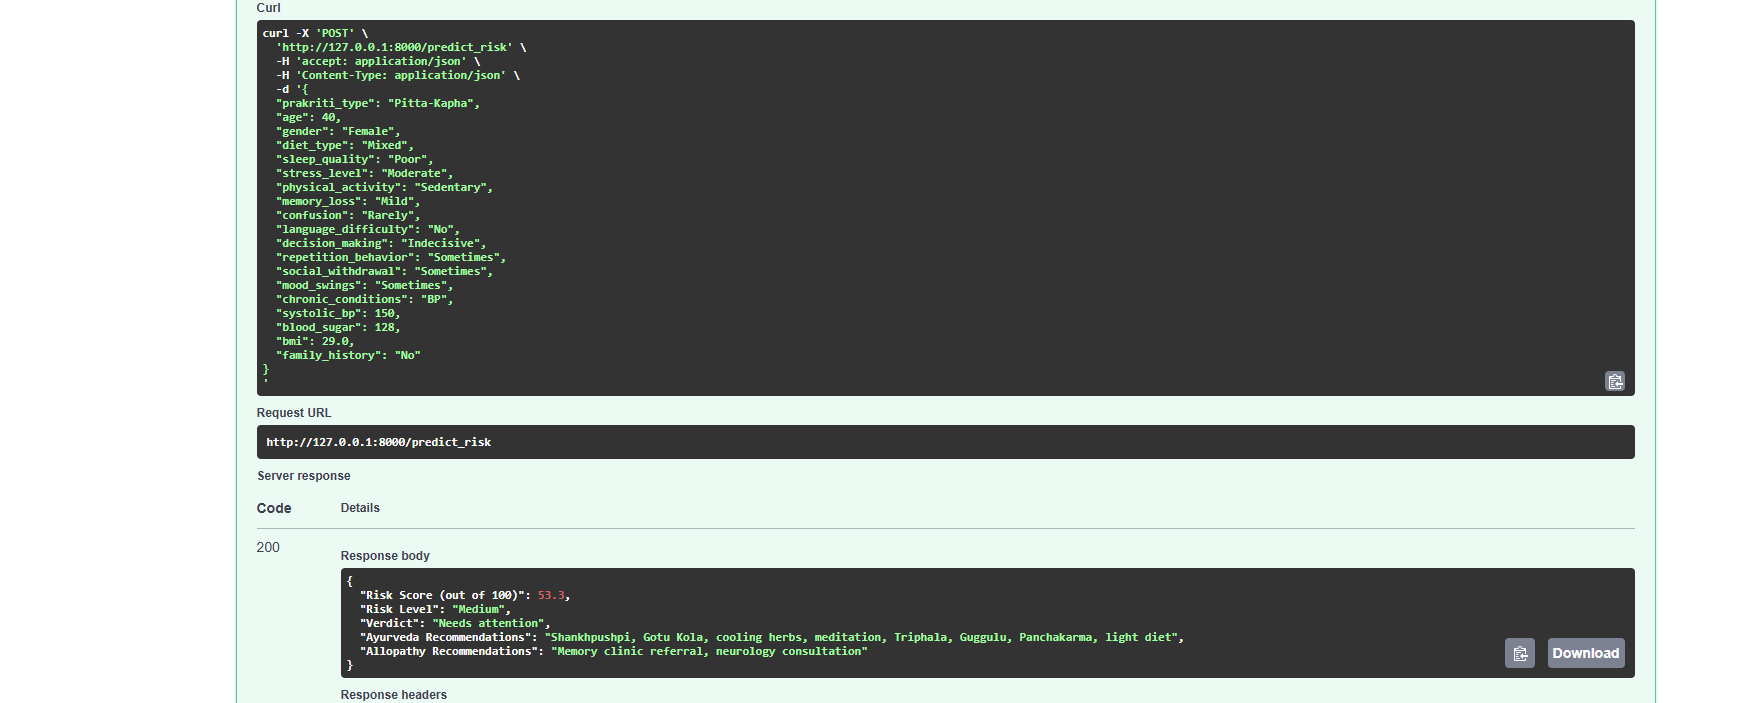 Curl
curl -X 'POST' \
  'http://127.0.0.1:8000/predict_risk' \
  -H 'accept: application/json' \
  -H 'Content-Type: application/json' \
  -d '{
  "prakriti_type": "Pitta-Kapha",
  "age": 40,
  "gender": "Female",
  "diet_type": "Mixed",
  "sleep_quality": "Poor",
  "stress_level": "Moderate",
  "physical_activity": "Sedentary",
  "memory_loss": "Mild",
  "confusion": "Rarely",
  "language_difficulty": "No",
  "decision_making": "Indecisive",
  "repetition_behavior": "Sometimes",
  "social_withdrawal": "Sometimes",
  "mood_swings": "Sometimes",
  "chronic_conditions": "BP",
  "systolic_bp": 150,
  "blood_sugar": 128,
  "bmi": 29.0,
  "family_history": "No"
}
'
Request URL
http://127.0.0.1:8000/predict_risk
Server response
Code Details
200
Response body
{
  "Risk Score (out of 100)": 53.3,
  "Risk Level": "Medium",
  "Verdict": "Needs attention",
  "Ayurveda Recommendations": "Shankhpushpi, Gotu Kola, cooling herbs, meditation, Triphala, Guggulu, Panchakarma, light diet",
  "Allopathy Recommendations": "Memory clinic referral, neurology consultation"
}
Download
Response headers